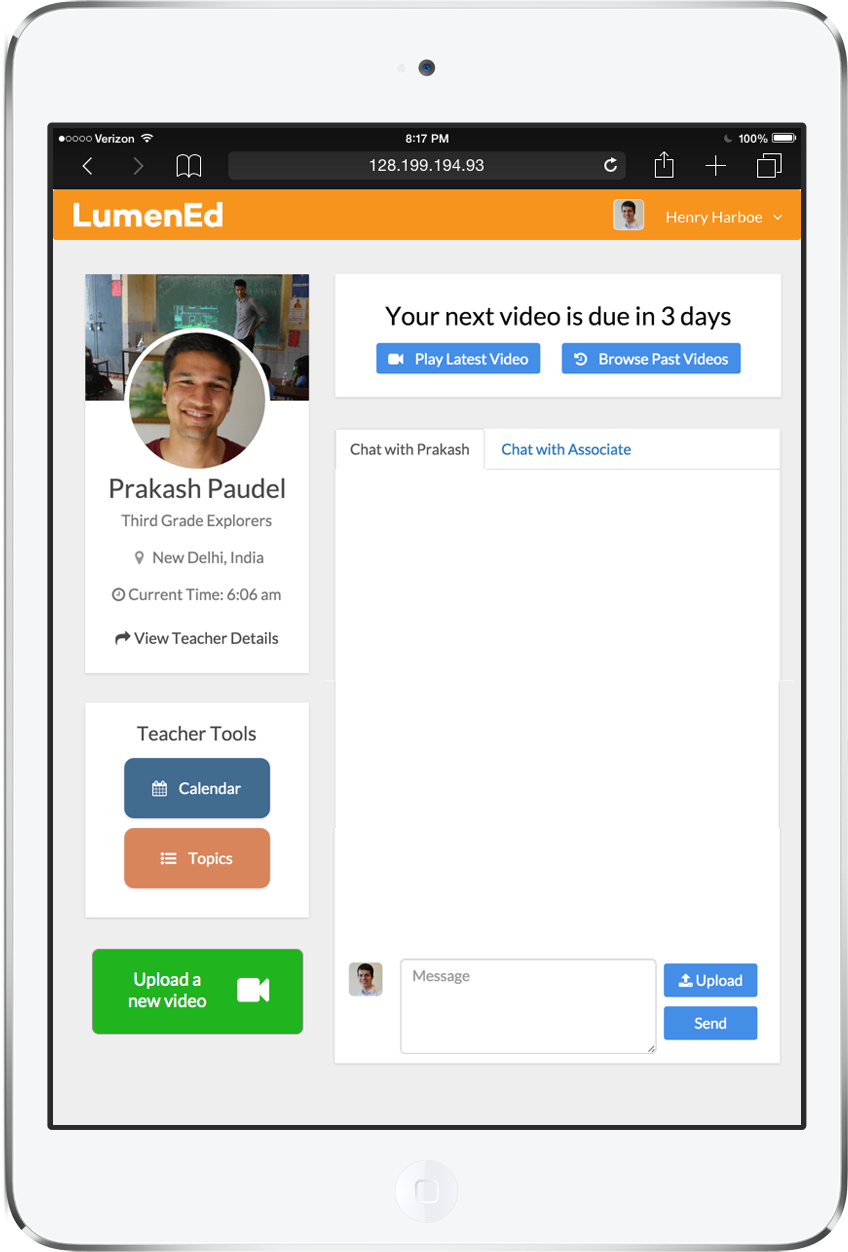 Verizon
8:17 PM
100%
128.199.194.93
LumenEd
Henry Harboe
Prakash Paudel
Third Grade Explorers
New Delhi, India
Current Time: 6:06 am
View Teacher Details
Teacher Tools
Calendar
Topics
Upload a
new video
Your next video is due in 3 days
Play Latest Video
Browse Past Videos
Chat with Prakash
Chat with Associate
Message
Upload
Send